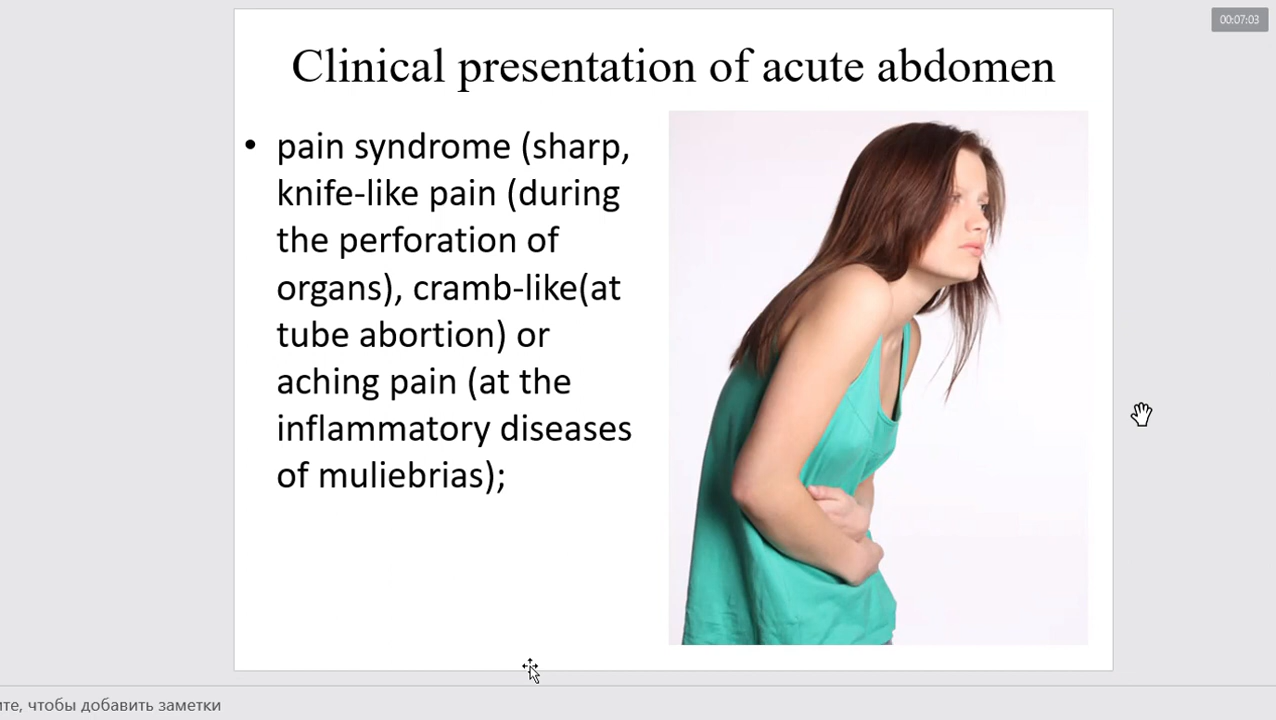 00:07:03
Clinical presentation of acute abdomen
• pain syndrome (sharp,
knife-like pain (during
the perforation of
organs), cramb-like(at
tube abortion) or
aching pain (at the
inflammatory diseases
of muliebrias);
чтобы добавить заметки